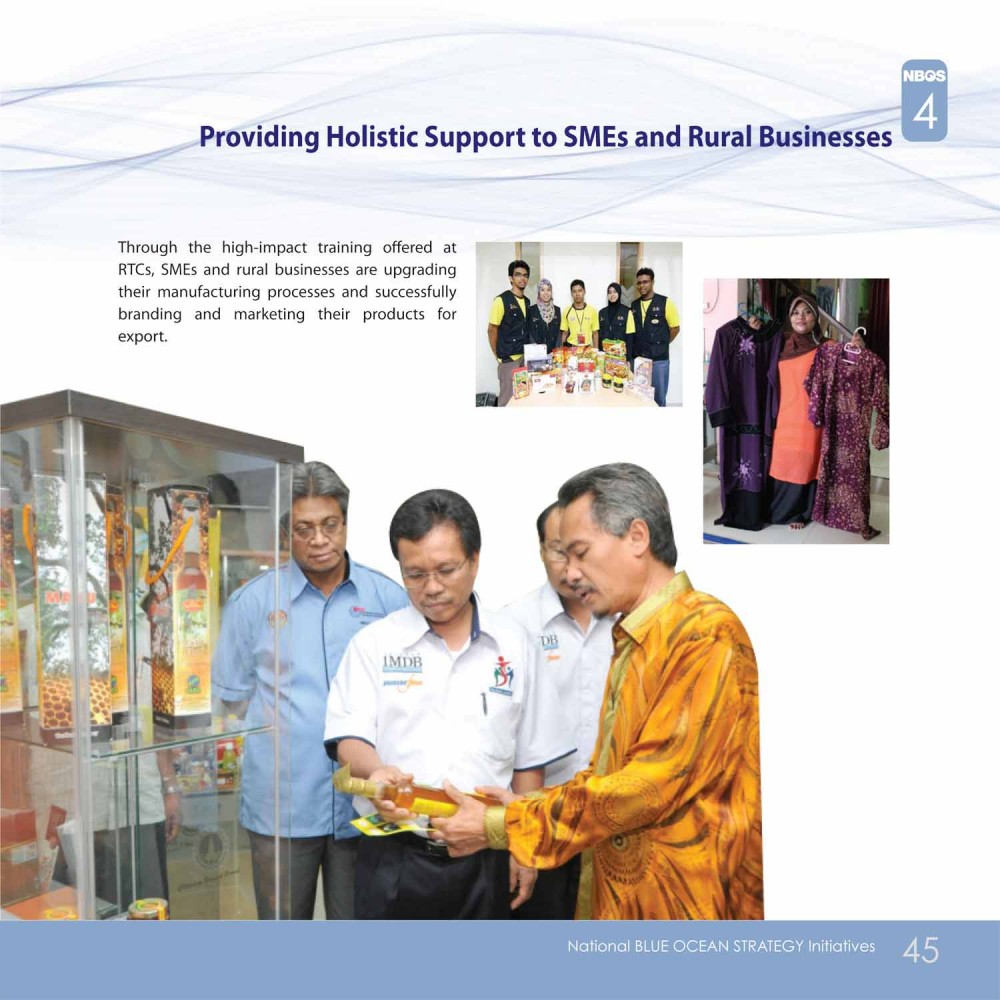 NBOS
4
Providing Holistic Support to SMEs and Rural Businesses
Through the high-impact training offered at
RTCs, SMEs and rural businesses are upgrading
their manufacturing processes and successfully
branding and marketing their products for
export.
1MDB
DB
National BLUE OCEAN STRATEGY Initiatives
45